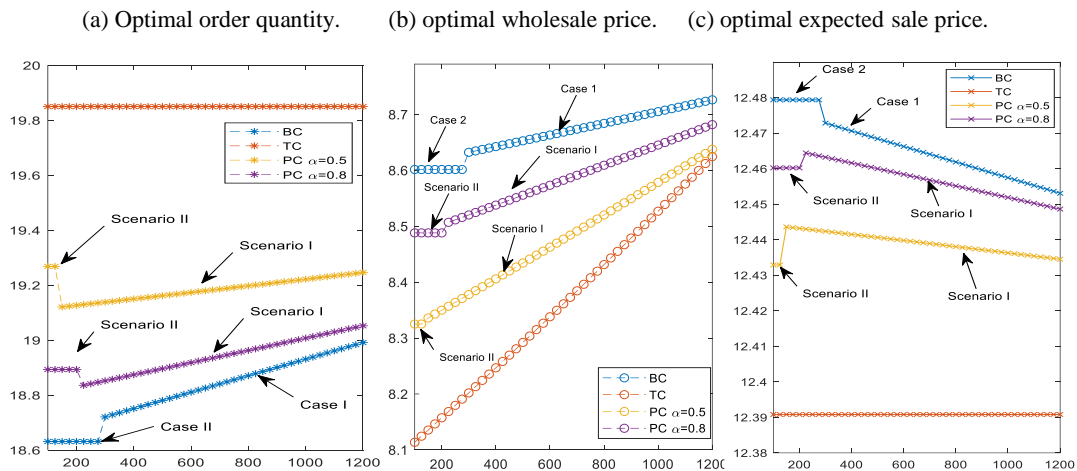 (a) Optimal order quantity.
(b) optimal wholesale price.
(c) optimal expected sale price.
20
19.8
19.6
19.4
19.2
19
18.8
18.6
200 400 600 800 1000 1200
BC
TC
PC α=0.5
PC α=0.8
Scenario II
Scenario I
Scenario II
Scenario I
Case I
Case II
8.7
8.6
8.5
8.4
8.3
8.2
8.1
200 400 600 800 1000 1200
Case 1
Case 2
Scenario I
Scenario II
Scenario I
Scenario II
BC
TC
PC α=0.5
PC α=0.8
12.48
12.47
12.46
12.45
12.44
12.43
12.42
12.41
12.4
12.39
12.38
200 400 600 800 1000 1200
Case 2
Case 1
BC
TC
PC α=0.5
PC α=0.8
Scenario II
Scenario I
Scenario II
Scenario I